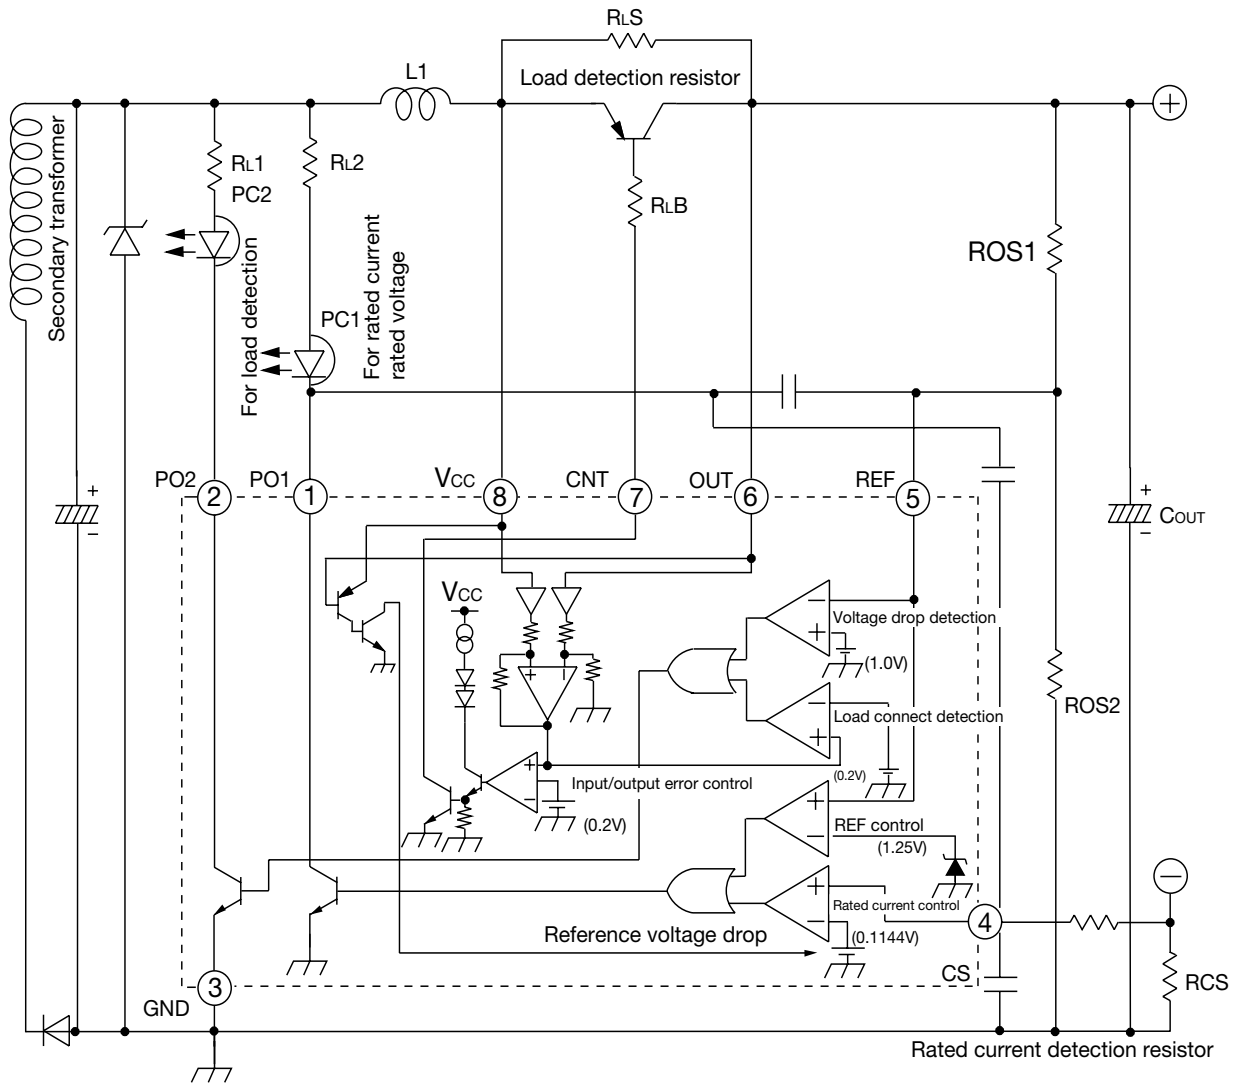 RLS
Load detection resistor
L1
Secondary transformer
RL1
PC2
RL2
RLB
ROS1
For load detection
PC1
For rated current
rated voltage
PO2
PO1
VCC
CNT
OUT
REF
2
1
8
7
6
5
+
-
+
-
COUT
VCC
-
Voltage drop detection
+
(1.0V)
+
-
-
Load connect detection
+
ROS2
(0.2V)
+
Input/output error control
-
(0.2V)
+
REF control
-
(1.25V)
+
Rated current control
-
(0.1144V)
4
CS
Reference voltage drop
RCS
3
GND
Rated current detection resistor